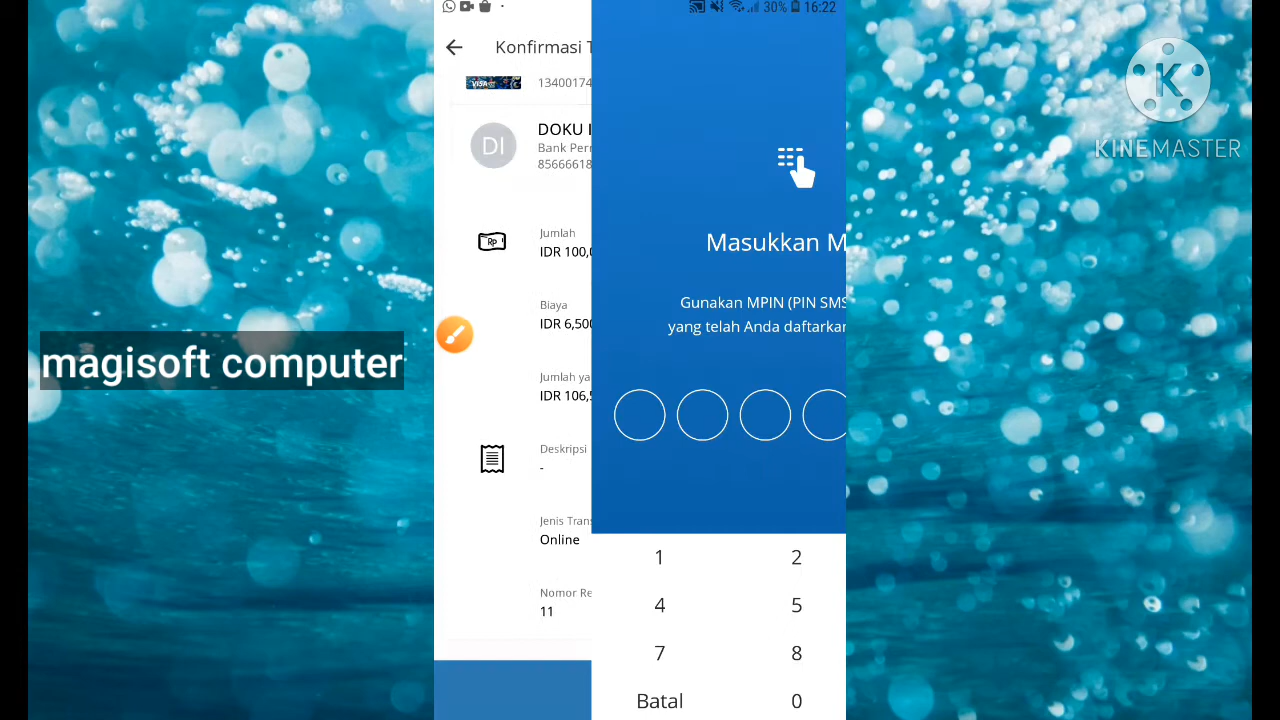 30% 16:22
Konfirmasi T
VISA
13400174
DOKU I
DI
Bank Per
85666618
Jumlah
IDR 100,0
Biaya
IDR 6,500
Jumlah ya
IDR 106,5
Deskripsi
-
Jenis Tran
Online
Nomor Re
11
Masukkan M
Gunakan MPIN (PIN SMS
yang telah Anda daftarkan
1 2
4 5
7 8
Batal 0
magisoft computer
K
KINEMASTER